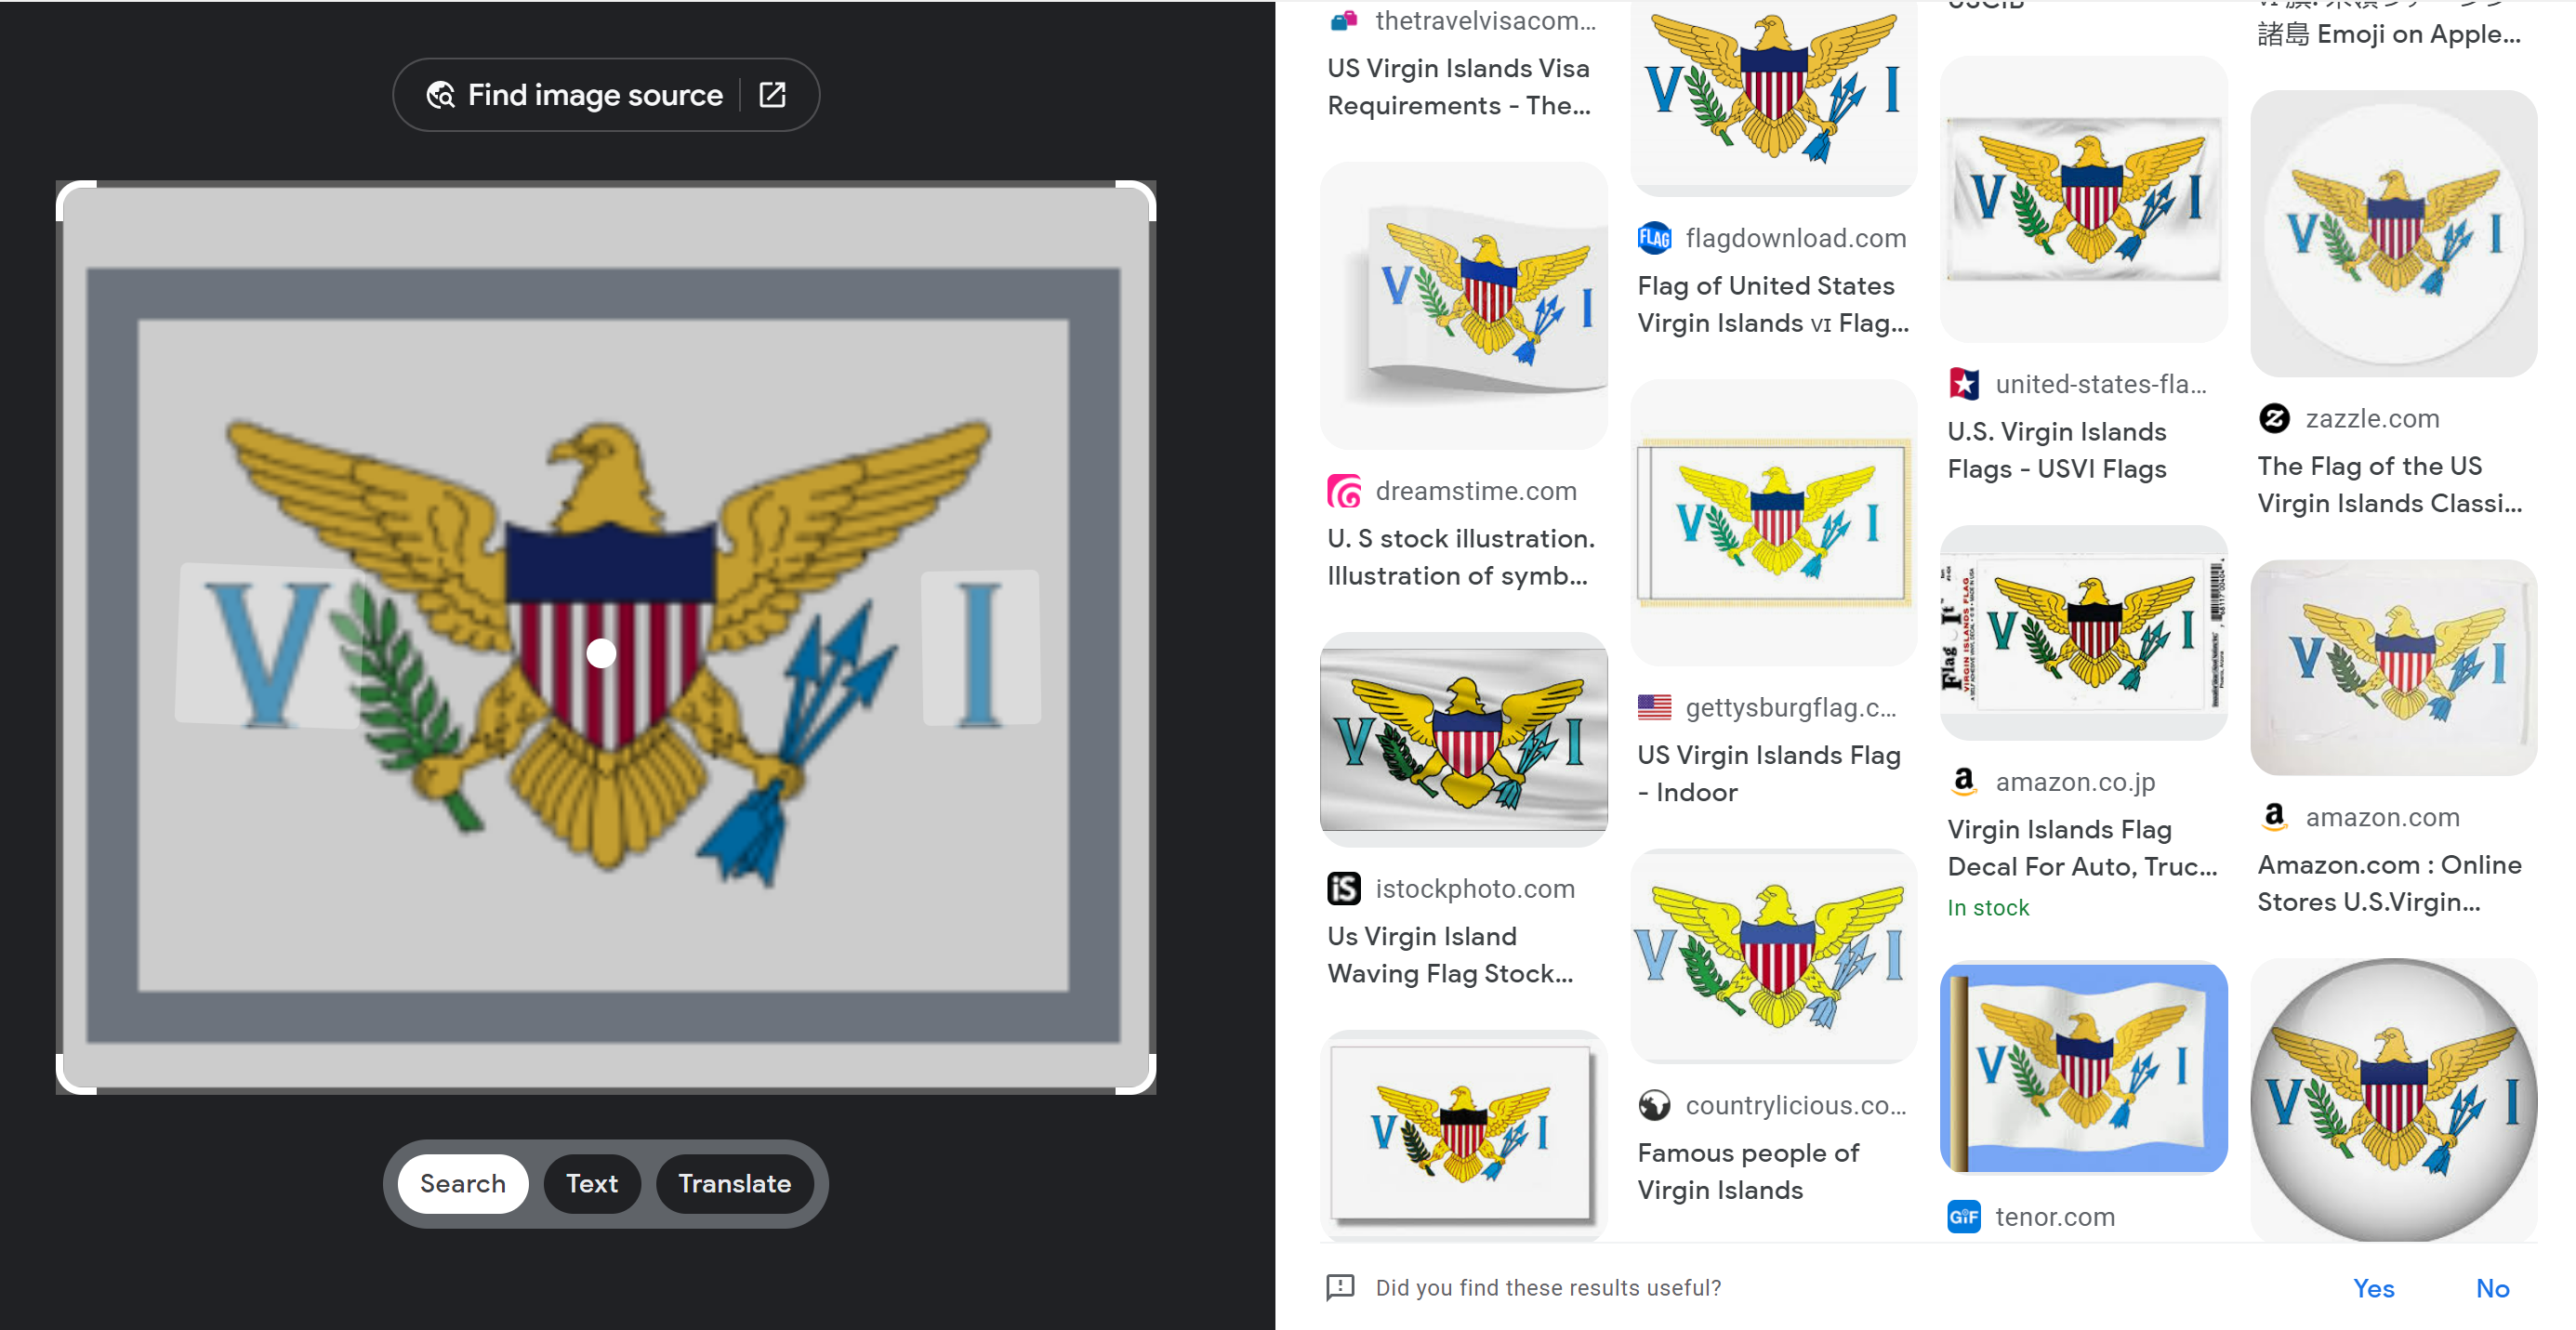 Find image source
V I
Search
Text
Translate
thetravelvisacom...
US Virgin Islands Visa
Requirements - The...
V I
dreamstime.com
U. S stock illustration.
Illustration of symb...
V I
istockphoto.com
Us Virgin Island
Waving Flag Stock...
V I
V I
FLAG
flagdownload.com
Flag of United States
Virgin Islands ᴠɪ Flag...
V I
gettysburgflag.c...
US Virgin Islands Flag
- Indoor
V I
countrylicious.co...
Famous people of
Virgin Islands
V I
united-states-fla...
U.S. Virgin Islands
Flags - USVI Flags
Flag It
VIRGIN ISLANDS FLAG
V I
amazon.co.jp
Virgin Islands Flag
Decal For Auto, Truc...
In stock
V I
GIF
tenor.com
諸島 Emoji on Apple...
V I
zazzle.com
The Flag of the US
Virgin Islands Classi...
V I
amazon.com
Amazon.com : Online
Stores U.S.Virgin...
V I
Did you find these results useful?
Yes
No